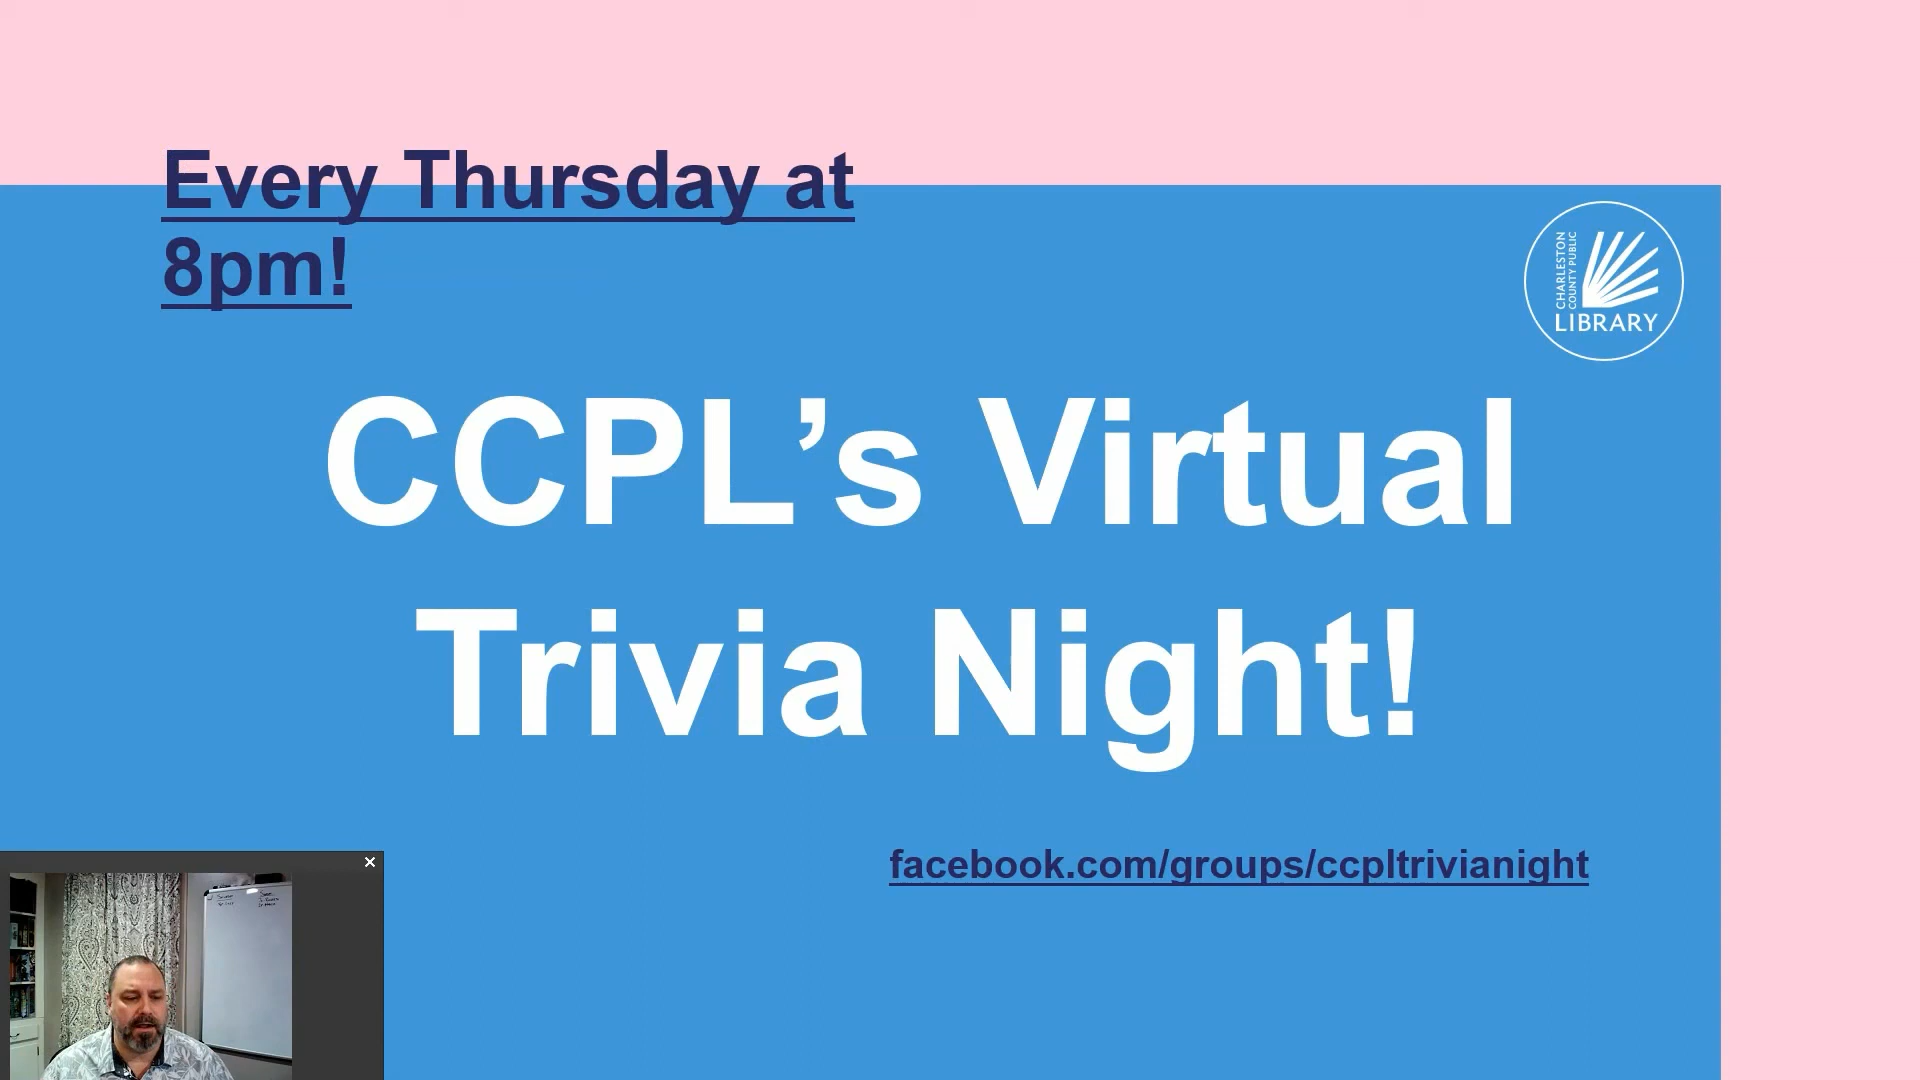 Every Thursday at
8pm!
CHARLESTON
COUNTY PUBLIC
LIBRARY
CCPL’s Virtual
Trivia Night!
facebook.com/groups/ccpltrivianight